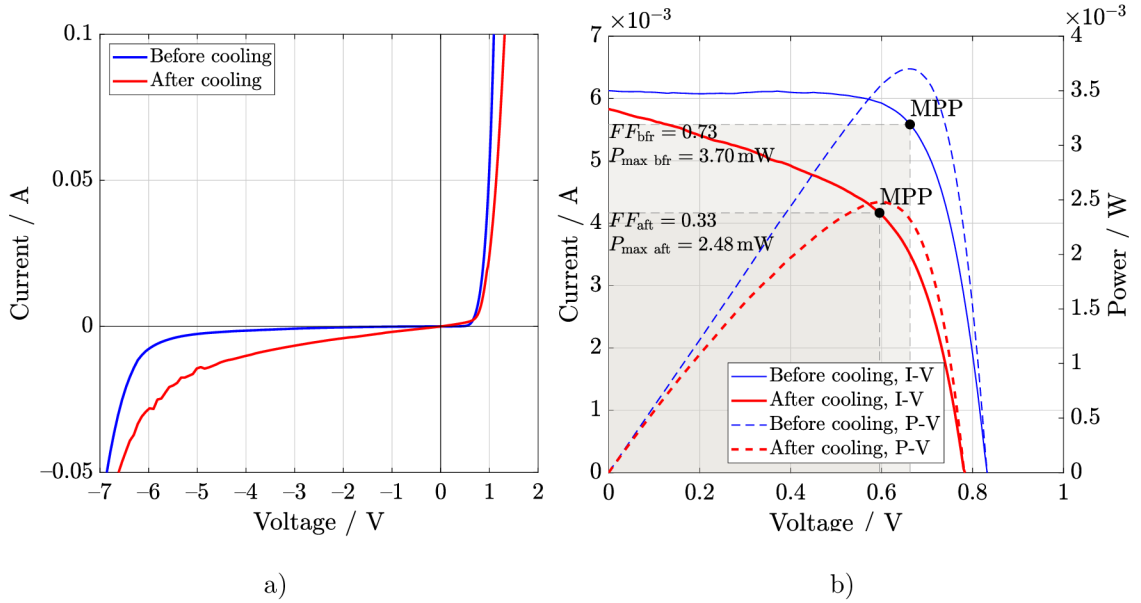 0.1
0.05
0
−0.05
−7 −6 −5 −4 −3 −2 −1 0 1 2
Current / A
Voltage / V
Before cooling
After cooling
a)
×10−3
7
6
5
4
3
2
1
0
Current / A
0 0.2 0.4 0.6 0.8 1
Voltage / V
×10−3
4
3.5
3
2.5
2
1.5
1
0.5
0
Power / W
MPP
FFbfr = 0.73
Pmax bfr = 3.70 mW
MPP
FFaft = 0.33
Pmax aft = 2.48 mW
Before cooling, I-V
After cooling, I-V
Before cooling, P-V
After cooling, P-V
b)